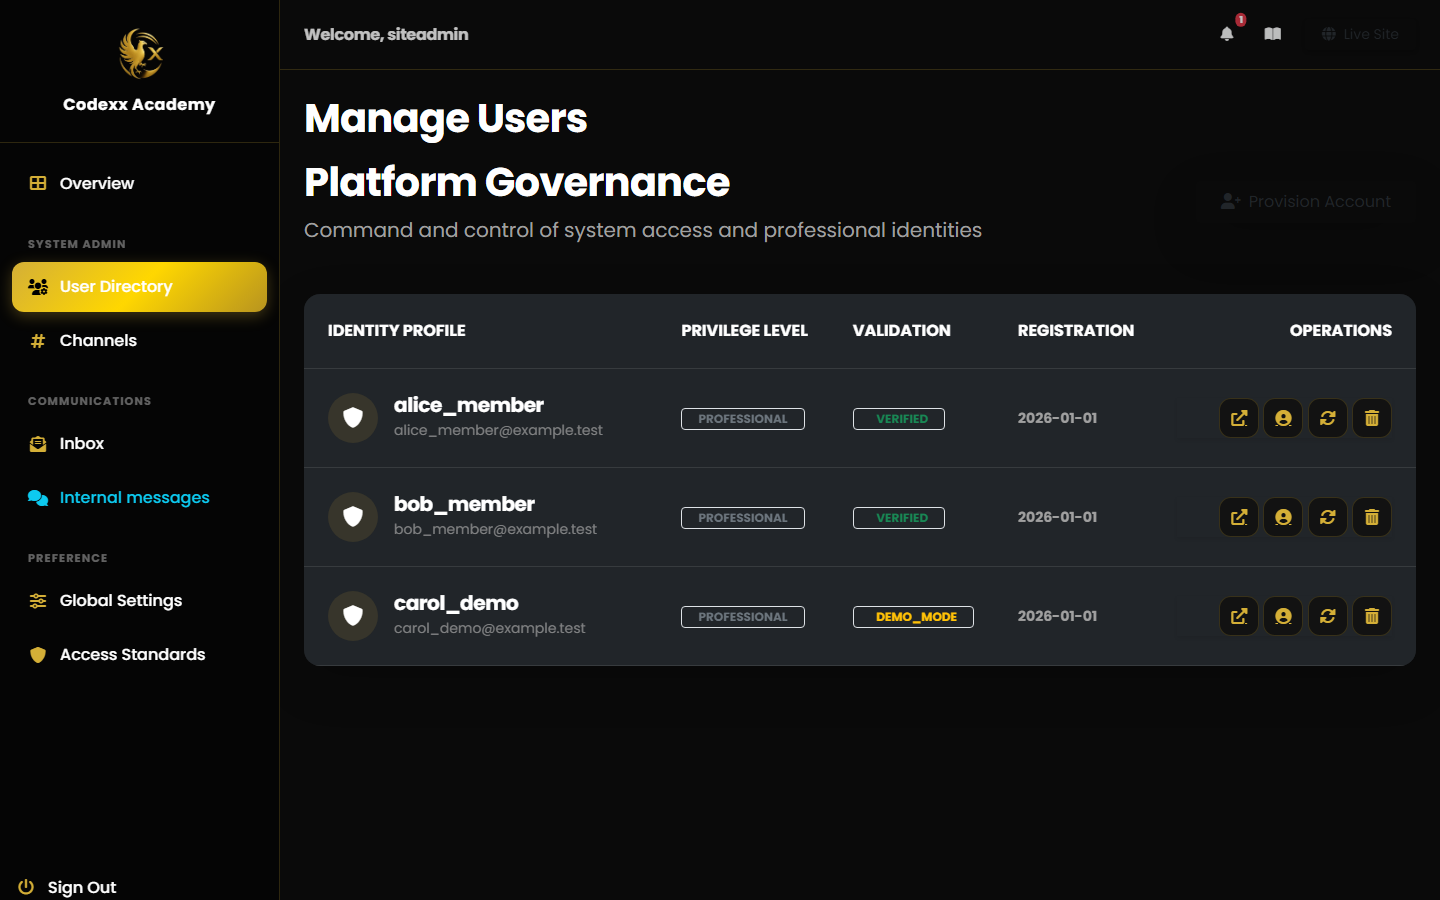 Codexx Academy
Overview
SYSTEM ADMIN
User Directory
Channels
COMMUNICATIONS
Inbox
Internal messages
PREFERENCE
Global Settings
Access Standards
Sign Out
Welcome, siteadmin
1
Live Site
Manage Users
Platform Governance
Command and control of system access and professional identities
Provision Account
IDENTITY PROFILE PRIVILEGE LEVEL VALIDATION REGISTRATION OPERATIONS
alice_member
alice_member@example.test
PROFESSIONAL VERIFIED 2026-01-01
bob_member
bob_member@example.test
PROFESSIONAL VERIFIED 2026-01-01
carol_demo
carol_demo@example.test
PROFESSIONAL DEMO_MODE 2026-01-01